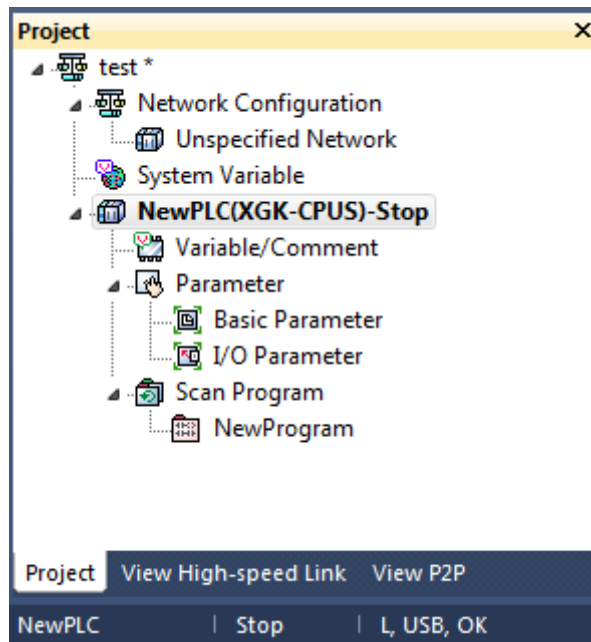 Project
test *
Network Configuration
Unspecified Network
System Variable
NewPLC(XGK-CPUS)-Stop
Variable/Comment
Parameter
Basic Parameter
I/O Parameter
Scan Program
NewProgram
Project View High-speed Link View P2P
NewPLC Stop L, USB, OK